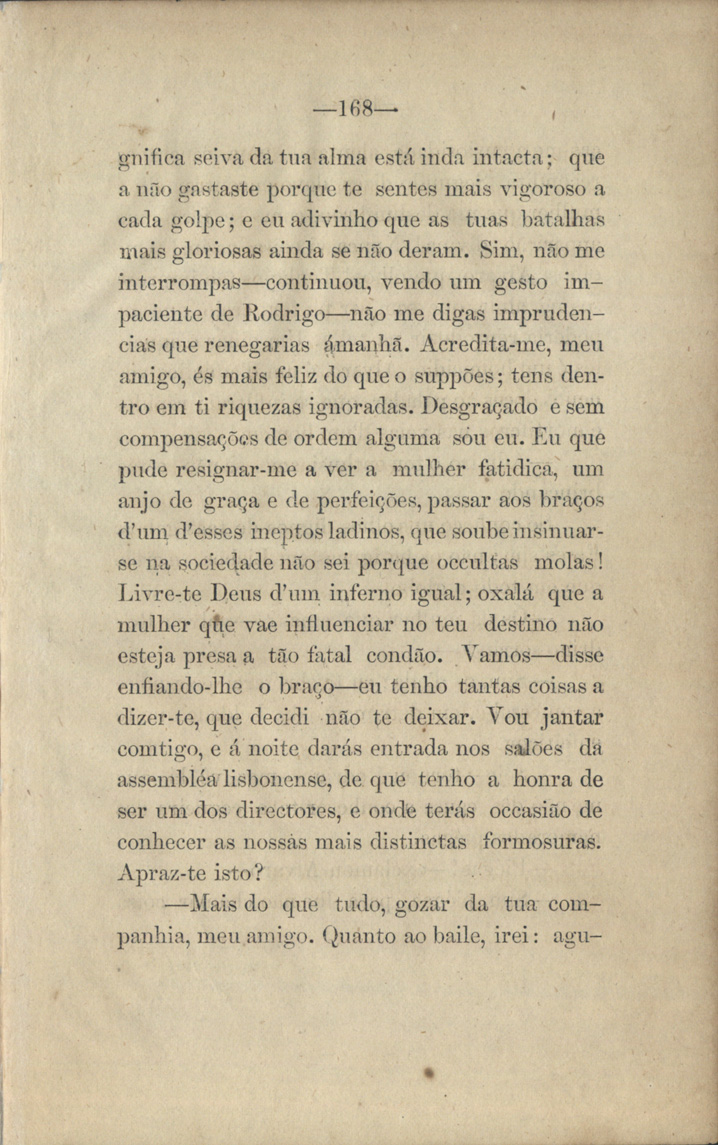 —168—
gnifica seiva da tua alma está inda intacta; que
a não gastaste porque te sentes mais vigoroso a
cada golpe; e eu adivinho que as tuas batalhas
mais gloriosas ainda se não deram. Sim, não me
interrompas—continuou, vendo um gesto im-
paciente de Rodrigo—não me digas impruden-
cias que renegarias ámanhã. Acredita-me, meu
amigo, és mais feliz do que o suppões; tens den-
tro em ti riquezas ignoradas. Desgraçado e sem
compensações de ordem alguma sou eu. Eu que
pude resignar-me a ver a mulher fatidica, um
anjo de graça e de perfeições, passar aos braços
d'um d'esses ineptos ladinos, que soube insinuar-
se na sociedade não sei porque occultas molas!
Livre-te Deus d'um inferno igual; oxalá que a
mulher que vae influenciar no teu destino não
esteja presa a tão fatal condão. Vamos—disse
enfiando-lhe o braço—eu tenho tantas coisas a
dizer-te, que decidi não te deixar. Vou jantar
comtigo, e á noite darás entrada nos salões da
assembléa lisbonense, de que tenho a honra de
ser um dos directores, e onde terás occasião de
conhecer as nossas mais distinctas formosuras.
Apraz-te isto?
—Mais do que tudo, gozar da tua com-
panhia, meu amigo. Quanto ao baile, irei: agu-